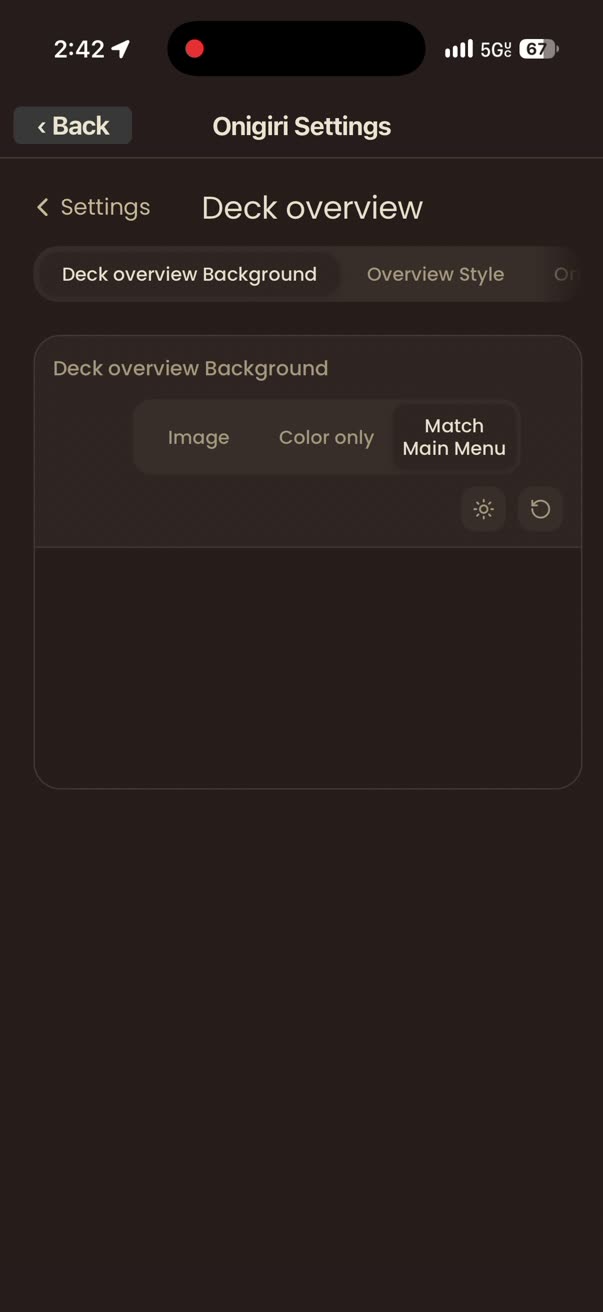 2:42
5G
67
‹ Back
Onigiri Settings
Settings
Deck overview
Deck overview Background
Overview Style
Deck overview Background
Image
Color only
Match
Main Menu